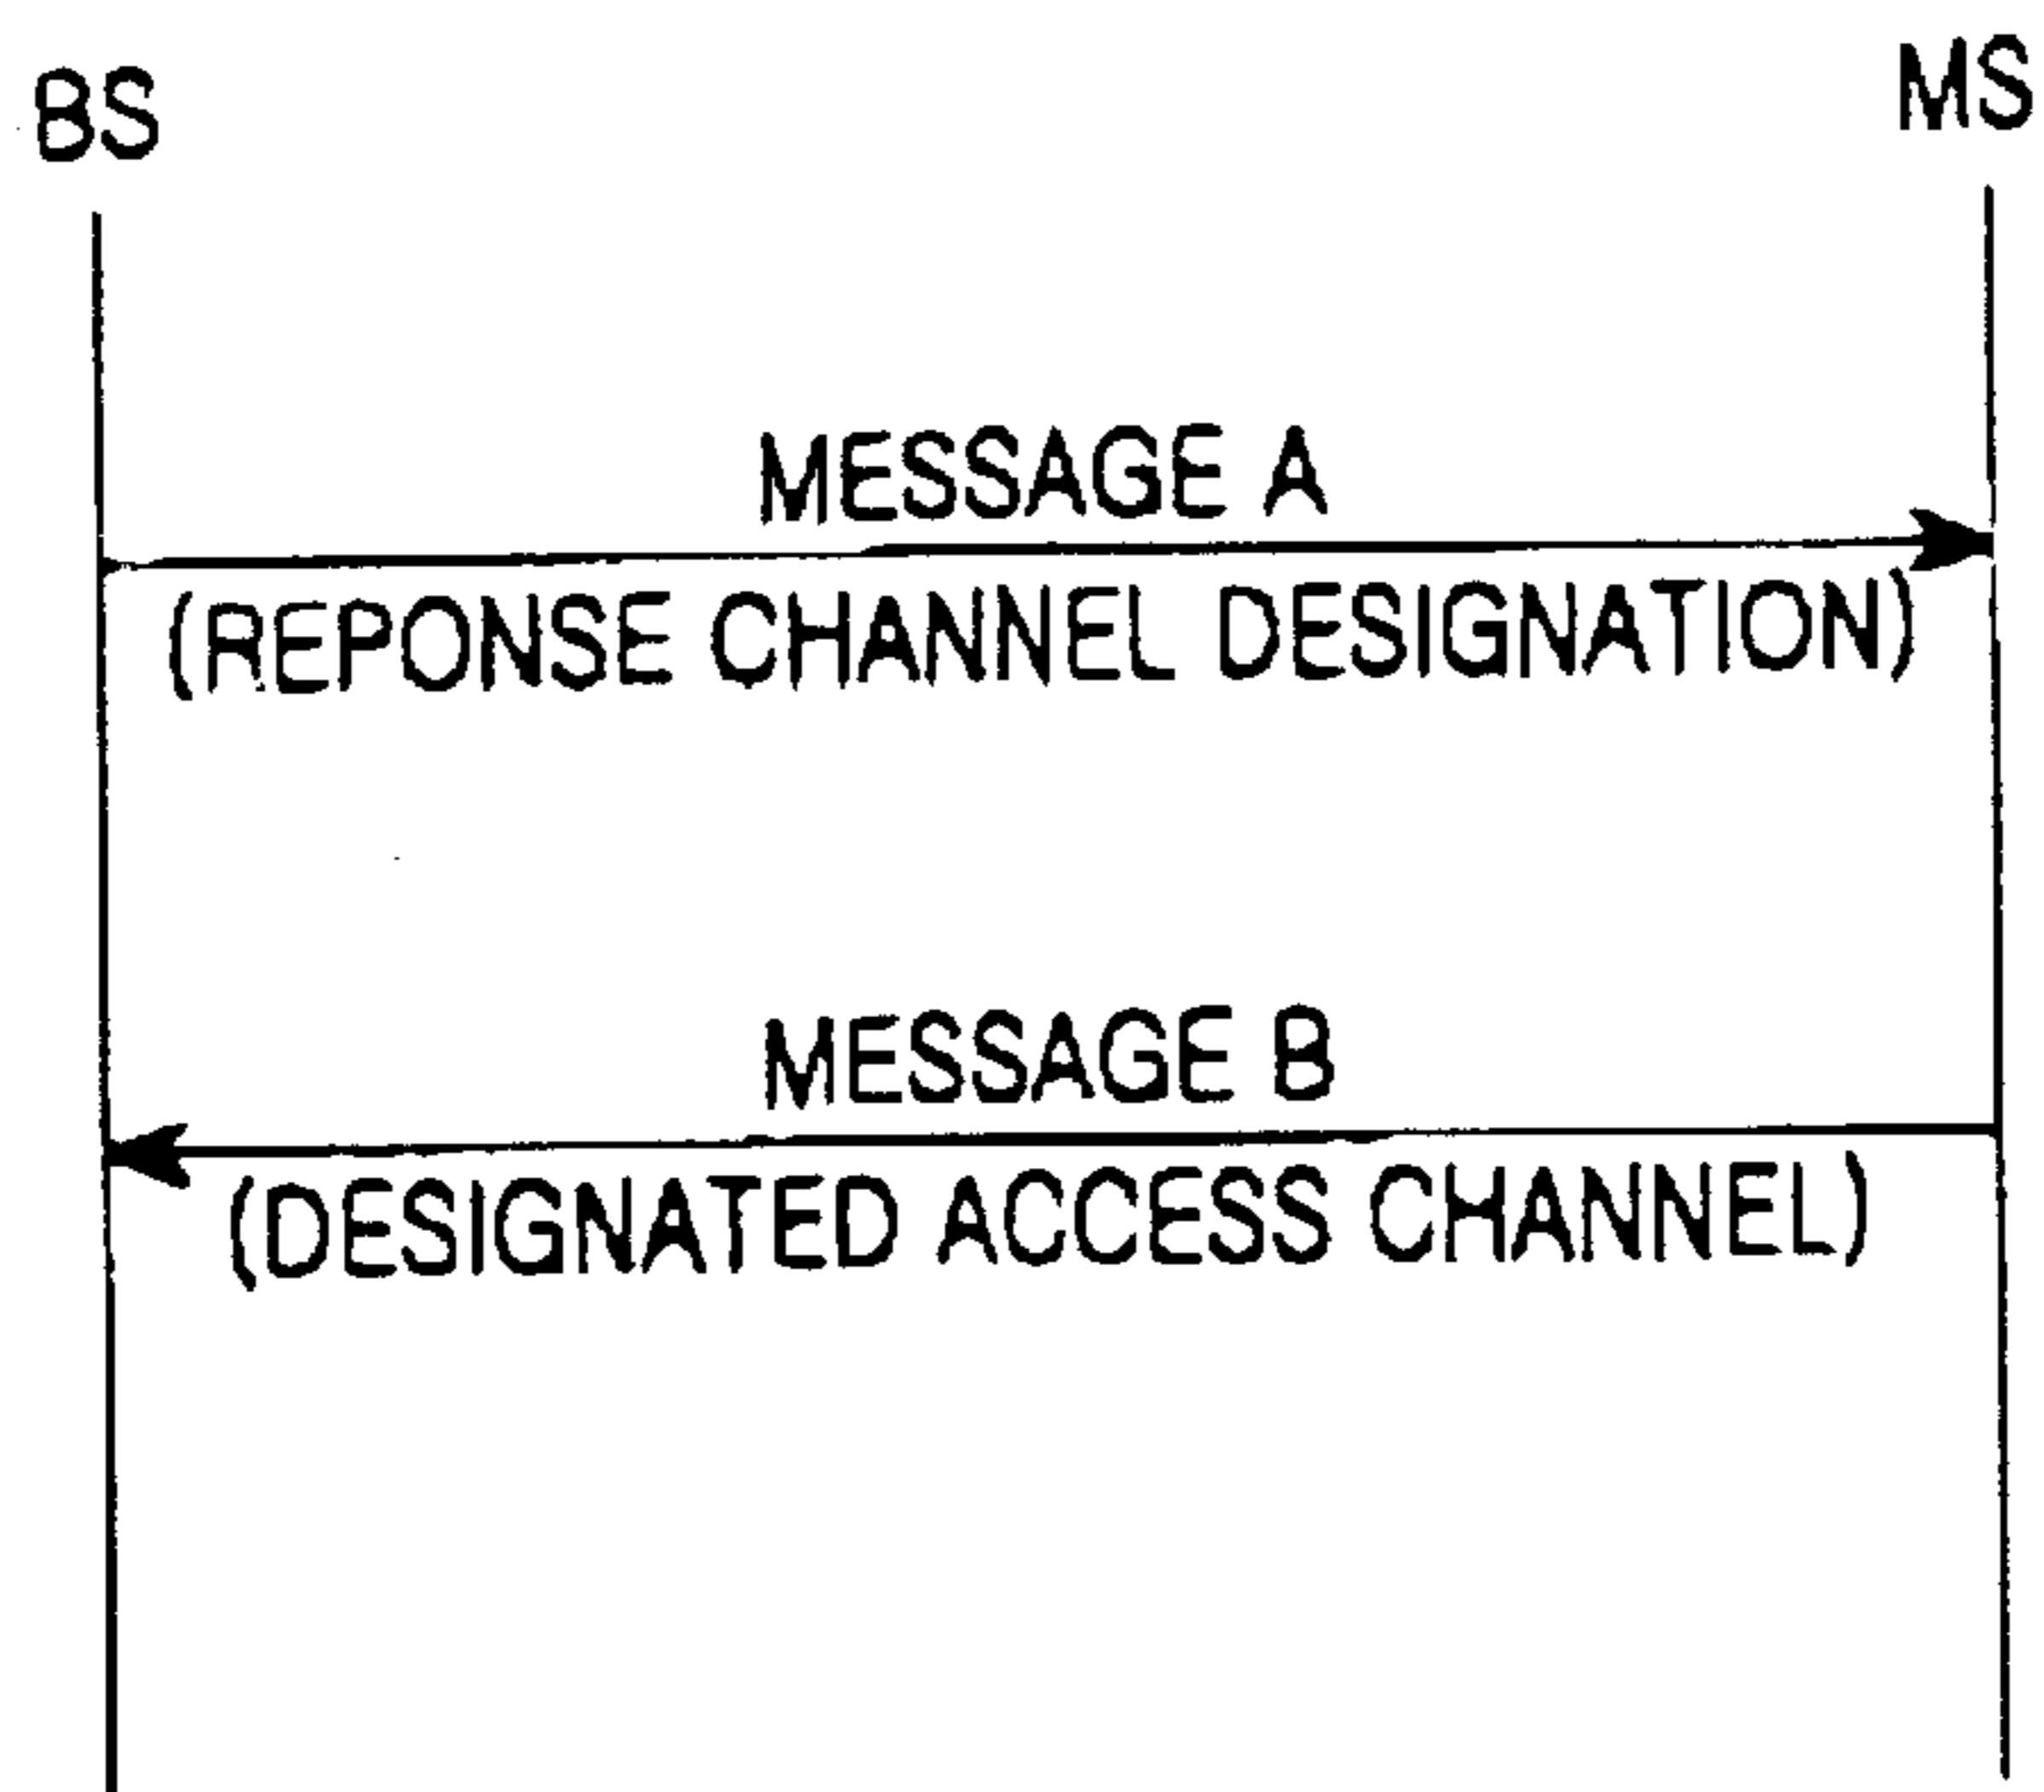 BS
MS
MESSAGE A
(REPONSE CHANNEL DESIGNATION)
MESSAGE B
(DESIGNATED ACCESS CHANNEL)